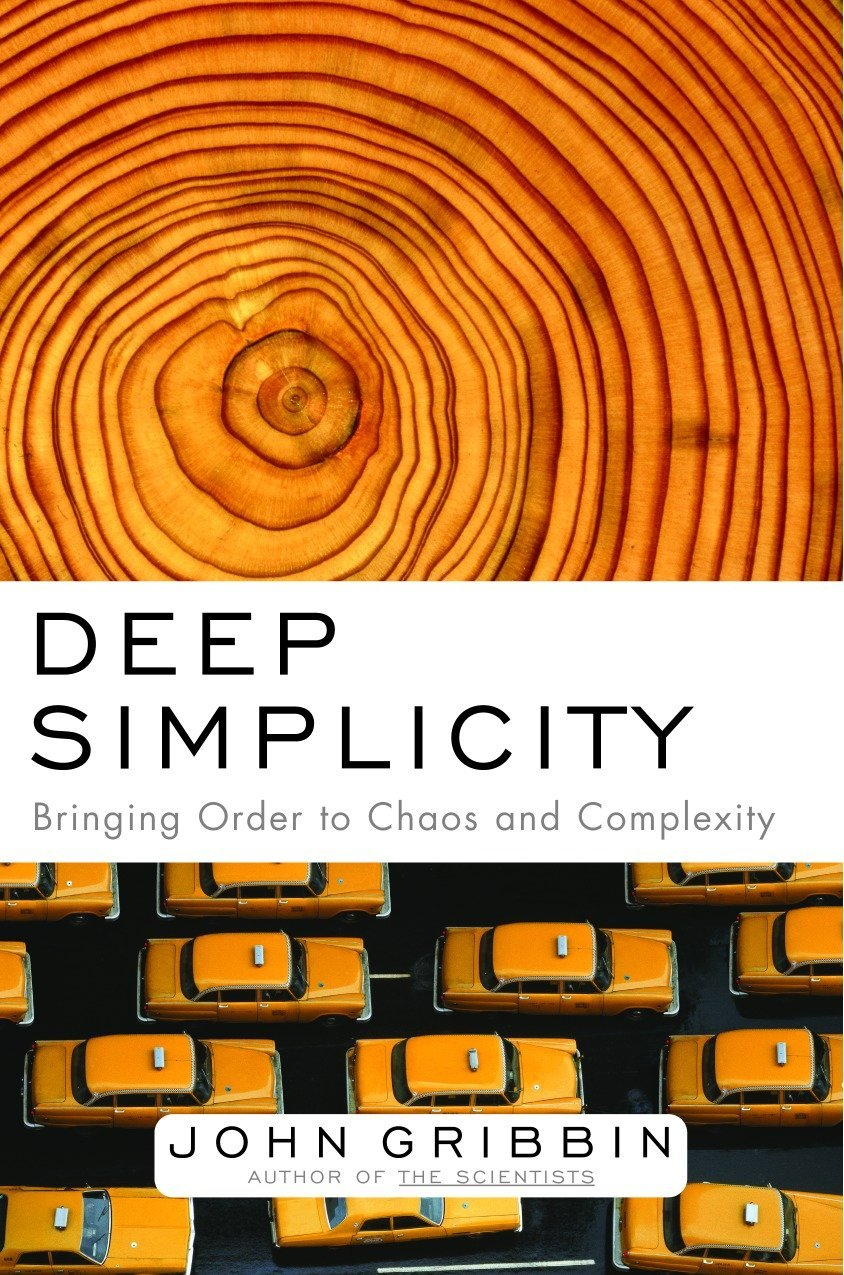 DEEP
SIMPLICITY
Bringing Order to Chaos and Complexity
JOHN GRIBBIN
AUTHOR OF THE SCIENTISTS